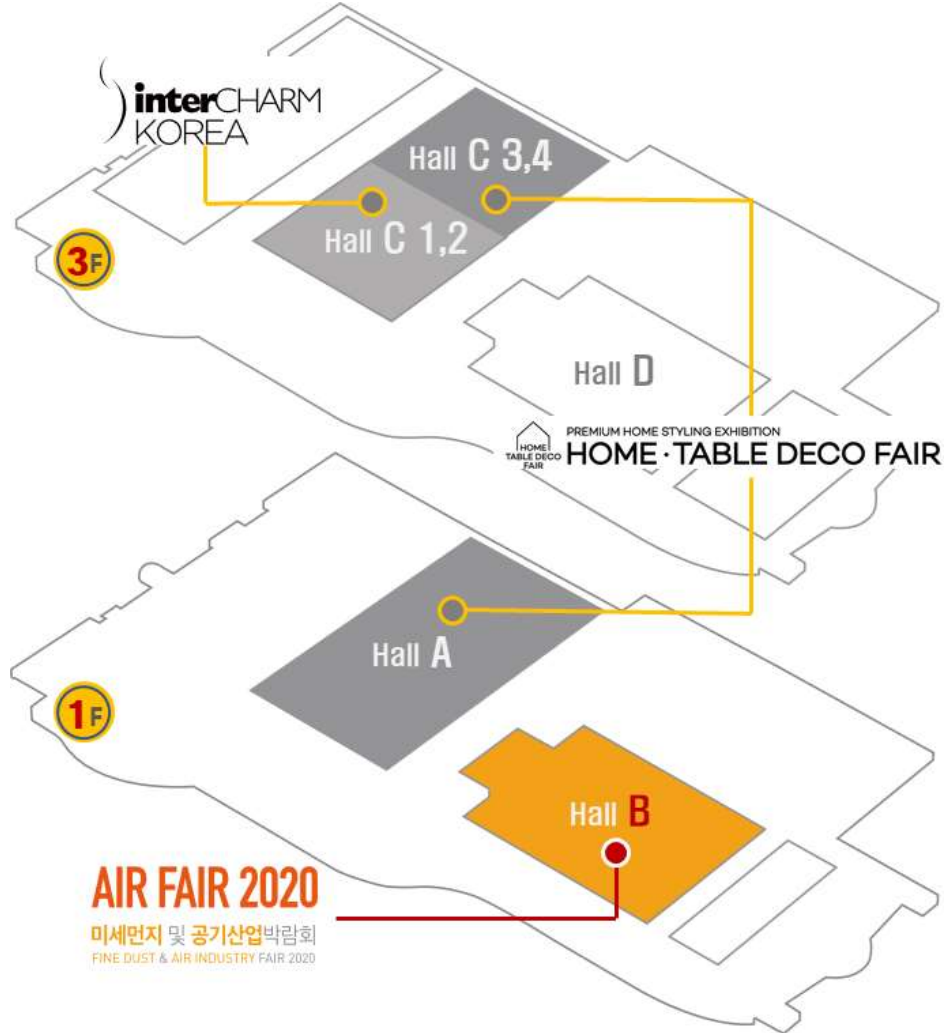 interCHARM
KOREA
Hall C 3,4
Hall C 1,2
3F
Hall D
HOME
TABLE DECO
FAIR
PREMIUM HOME STYLING EXHIBITION
HOME · TABLE DECO FAIR
Hall A
1F
Hall B
AIR FAIR 2020
미세먼지 및 공기산업박람회
FINE DUST & AIR INDUSTRY FAIR 2020